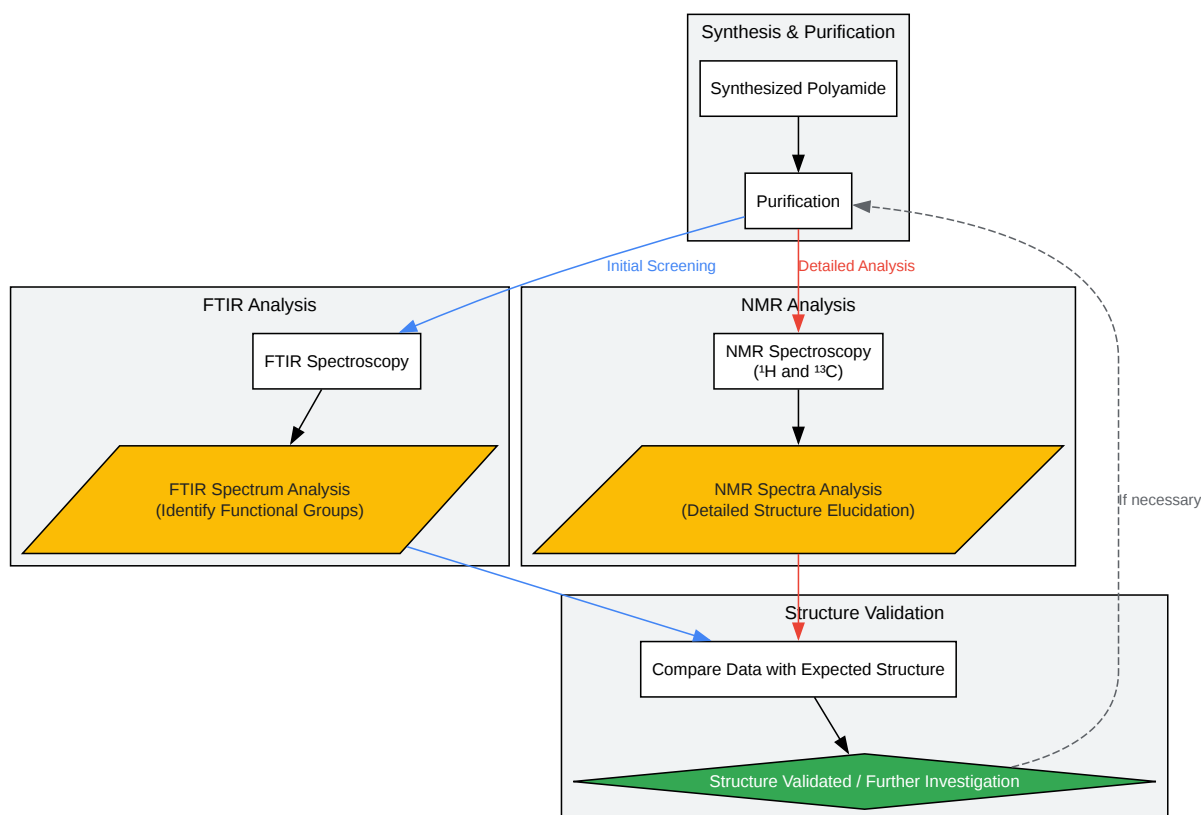 Synthesis & Purification
Synthesized Polyamide
Purification
Initial Screening
Detailed Analysis
FTIR Analysis
FTIR Spectroscopy
FTIR Spectrum Analysis
(Identify Functional Groups)
NMR Analysis
NMR Spectroscopy
(¹H and ¹³C)
NMR Spectra Analysis
(Detailed Structure Elucidation)
If necessary
Structure Validation
Compare Data with Expected Structure
Structure Validated / Further Investigation